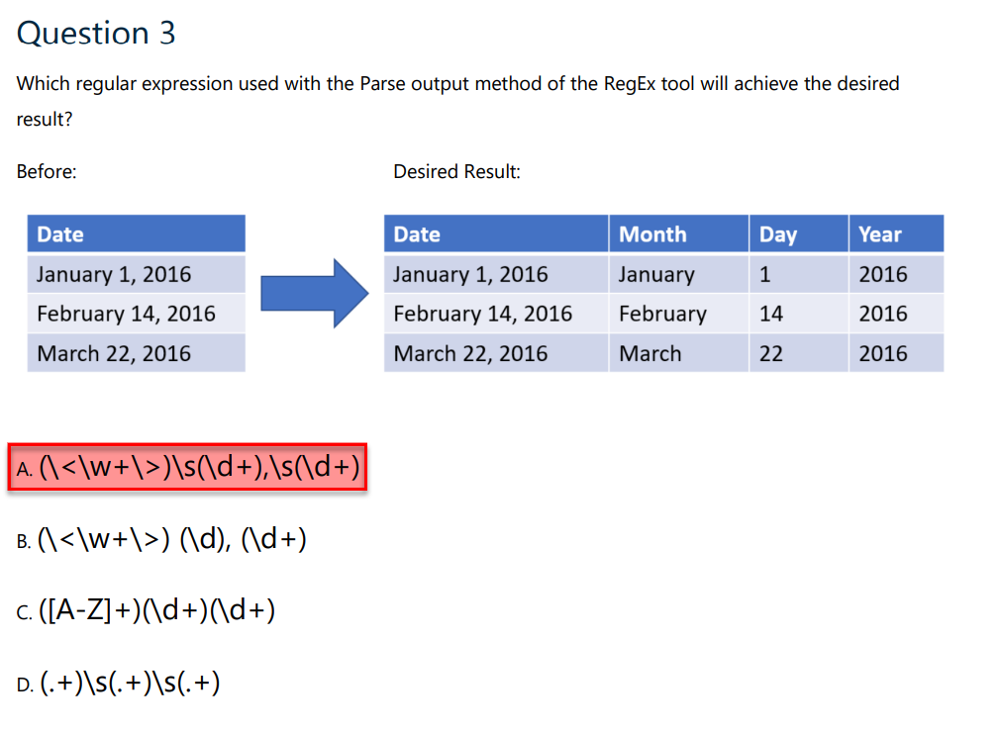 Question 3
Which regular expression used with the Parse output method of the RegEx tool will achieve the desired
result?
Before:
Desired Result:
Date
January 1, 2016
February 14, 2016
March 22, 2016
Date Month Day Year
January 1, 2016 January 1 2016
February 14, 2016 February 14 2016
March 22, 2016 March 22 2016
A. (\<\w+\>)\s(\d+),\s(\d+)
B. (\<\w+\>) (\d), (\d+)
C. ([A-Z]+)(\d+)(\d+)
D. (.+)\s(.+)\s(.+)